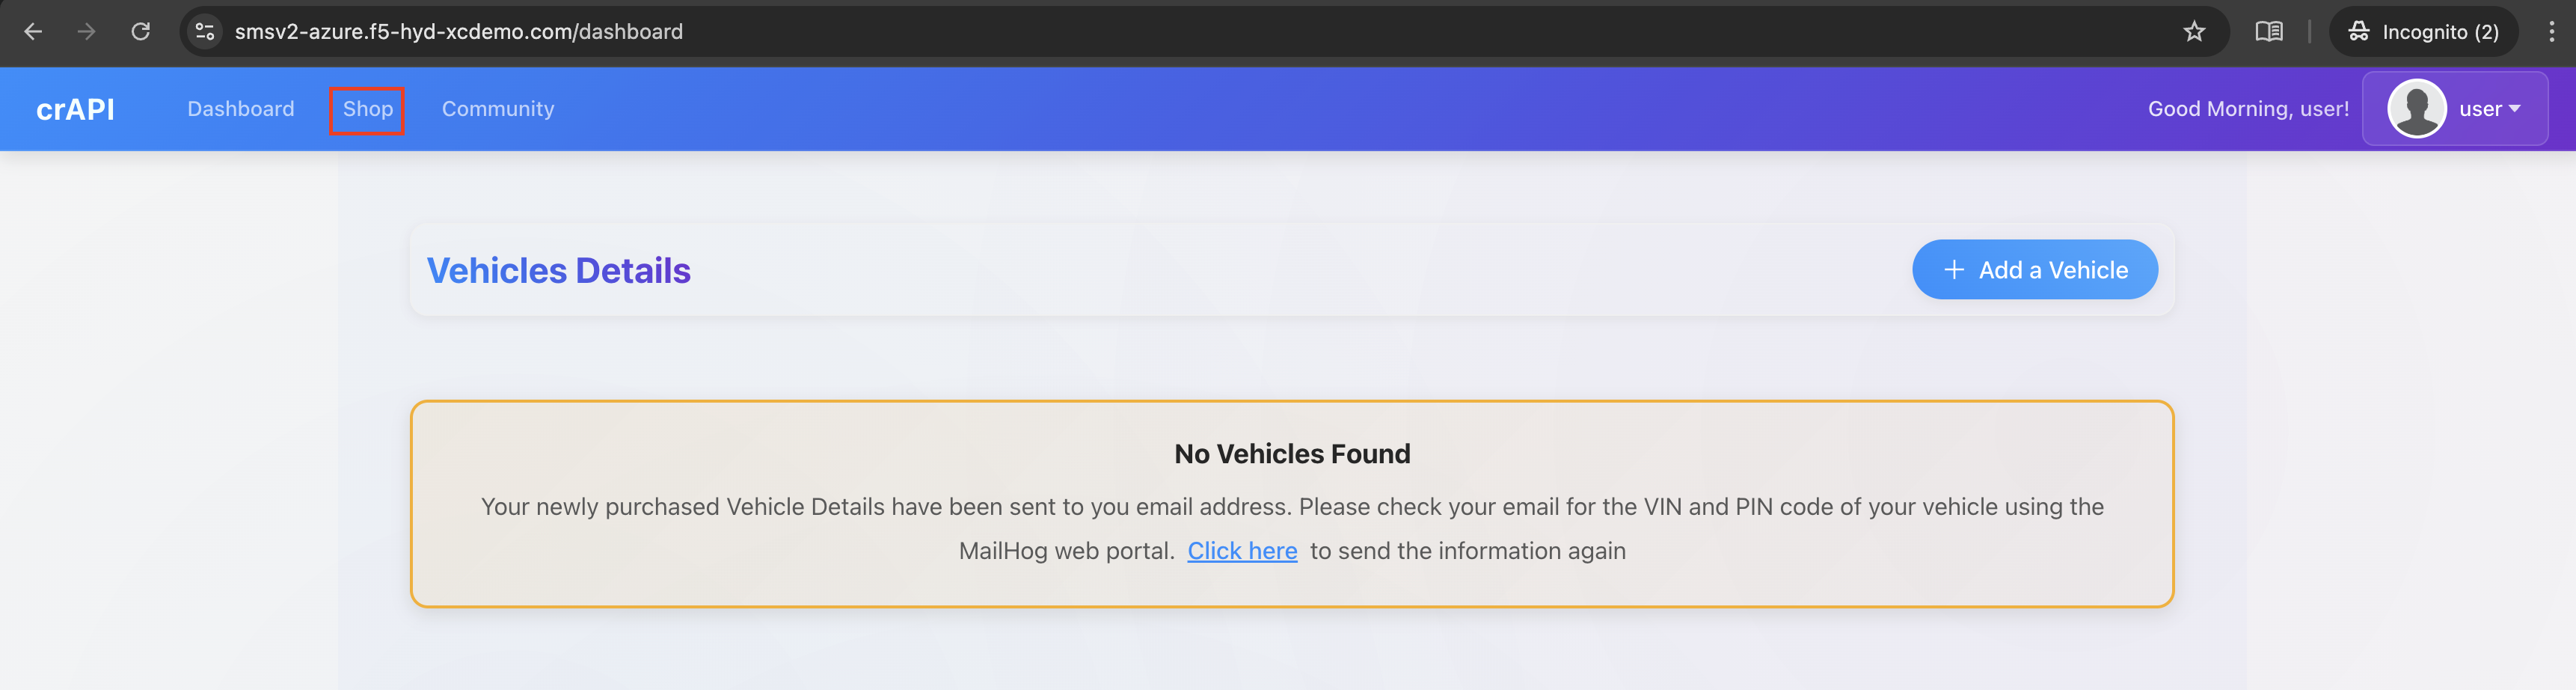 smsv2-azure.f5-hyd-xcdemo.com/dashboard
Incognito (2)
crAPI
Dashboard
Shop
Community
Good Morning, user!
user
Vehicles Details
+ Add a Vehicle
No Vehicles Found
Your newly purchased Vehicle Details have been sent to you email address. Please check your email for the VIN and PIN code of your vehicle using the
MailHog web portal. Click here to send the information again